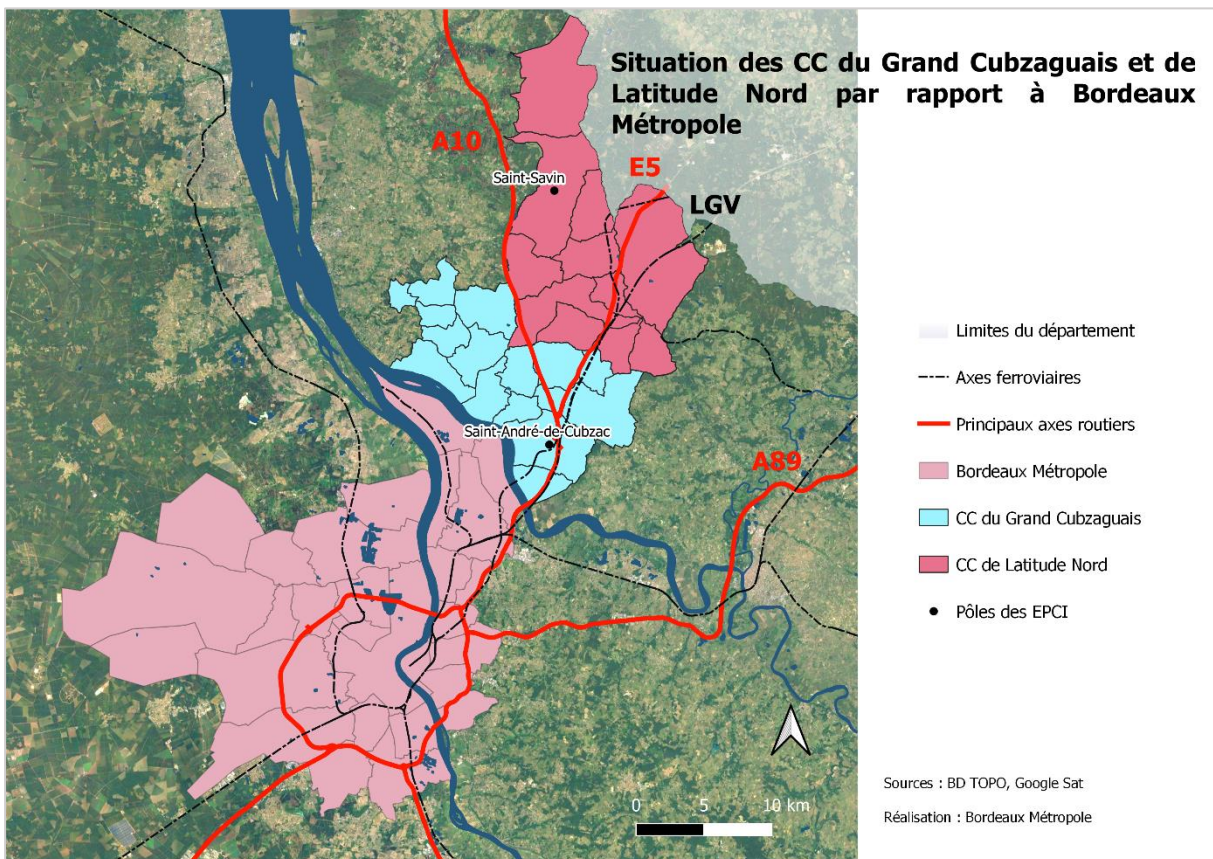 Situation des CC du Grand Cubzaguais et de
Latitude Nord par rapport à Bordeaux
Métropole
A10
E5
Saint-Savin
LGV
Saint-André-de-Cubzac
A89
Limites du département
Axes ferroviaires
Principaux axes routiers
Bordeaux Métropole
CC du Grand Cubzaguais
CC de Latitude Nord
Pôles des EPCI
0 5 10 km
Sources : BD TOPO, Google Sat
Réalisation : Bordeaux Métropole